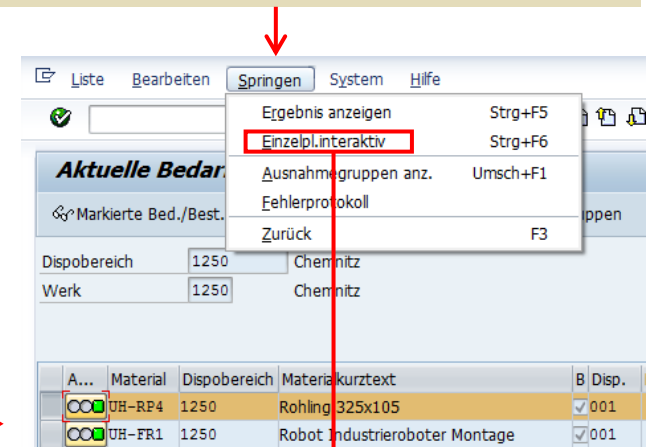 Liste Bearbeiten Springen System Hilfe
Ergebnis anzeigen Strg+F5
Einzelpl.interaktiv Strg+F6
Aktuelle Bedar
Ausnahmegruppen anz. Umsch+F1
Markierte Bed./Best. Fehlerprotokoll ppen
Zurück F3
Dispobereich 1250 Chemnitz
Werk 1250 Chemnitz
A... Material Dispobereich Materialkurztext B Disp.
UH-RP4 1250 Rohling 325x105 001
UH-FR1 1250 Robot Industrieroboter Montage 001